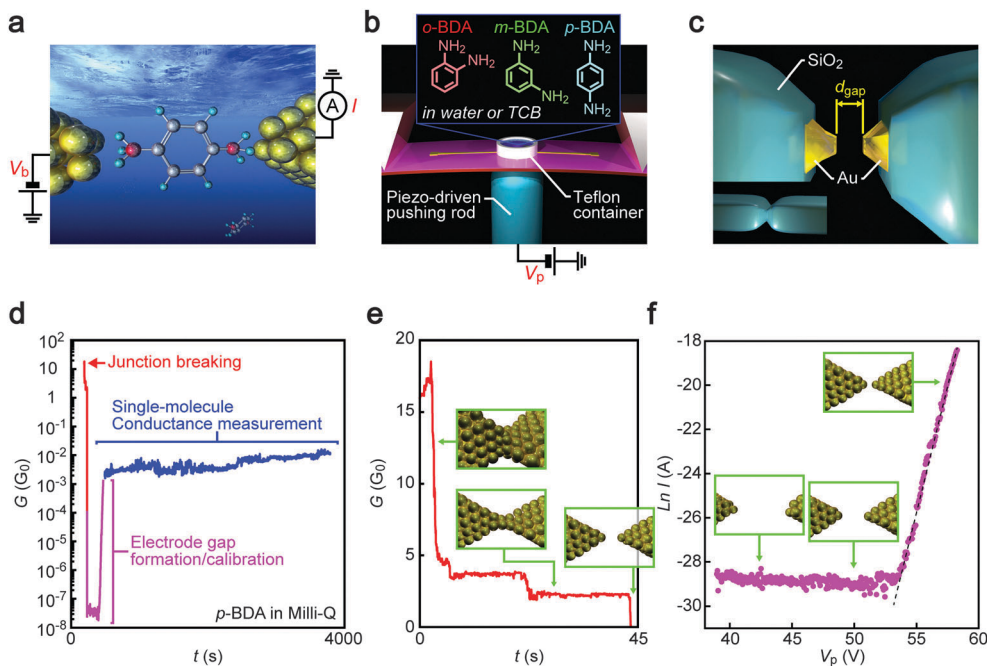 a
V_b
A
I
b
o-BDA
m-BDA
p-BDA
NH₂
NH₂
NH₂
NH₂
NH₂
NH₂
in water or TCB
Piezo-driven
pushing rod
Teflon
container
V_p
c
SiO₂
d_gap
Au
d
10²
10
1
10⁻¹
10⁻²
10⁻³
10⁻⁴
10⁻⁵
10⁻⁶
10⁻⁷
10⁻⁸
G (G₀)
Junction breaking
Single-molecule
Conductance measurement
Electrode gap
formation/calibration
p-BDA in Milli-Q
0
4000
t (s)
e
20
15
10
5
0
G (G₀)
0
45
t (s)
f
-18
-20
-22
-24
-26
-28
-30
Ln I (A)
40
45
50
55
60
V_p (V)